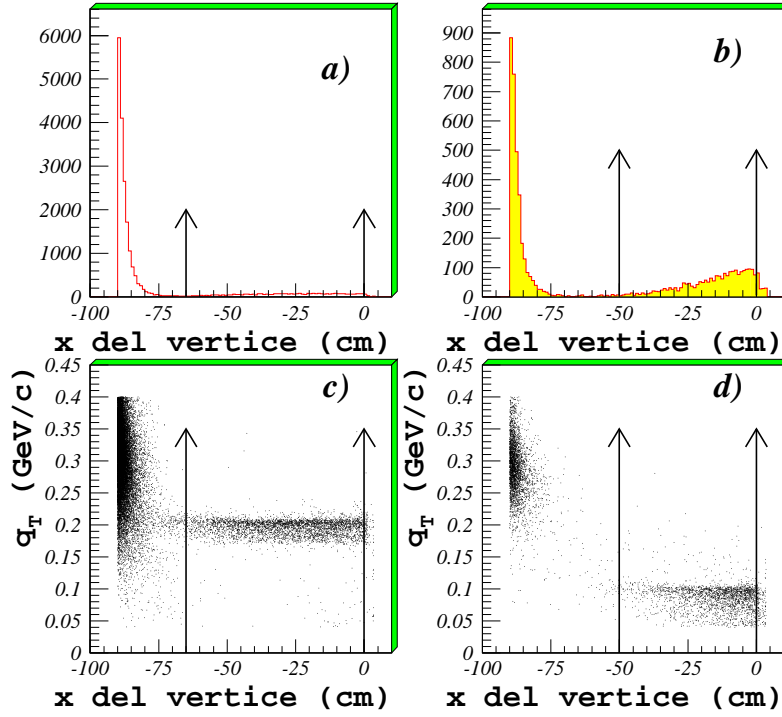 6000
5000
4000
3000
2000
1000
0
a)
-100 -75 -50 -25 0
x del vertice (cm)
900
800
700
600
500
400
300
200
100
0
b)
-100 -75 -50 -25 0
x del vertice (cm)
q_T (GeV/c)
0.45
0.4
0.35
0.3
0.25
0.2
0.15
0.1
0.05
0
c)
-100 -75 -50 -25 0
x del vertice (cm)
q_T (GeV/c)
0.45
0.4
0.35
0.3
0.25
0.2
0.15
0.1
0.05
0
d)
-100 -75 -50 -25 0
x del vertice (cm)